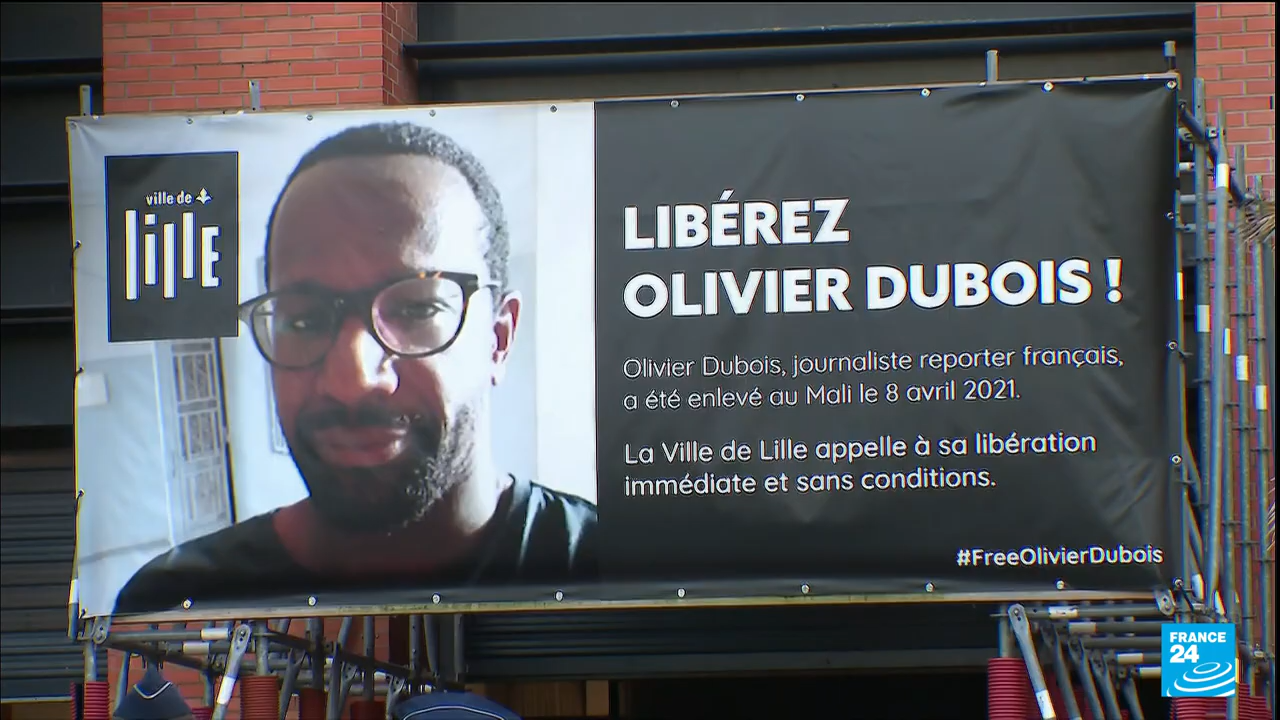 ville de
lillE
LIBÉREZ
OLIVIER DUBOIS !
Olivier Dubois, journaliste reporter français,
a été enlevé au Mali le 8 avril 2021.
La Ville de Lille appelle à sa libération
immédiate et sans conditions.
#FreeOlivierDubois
FRANCE
24